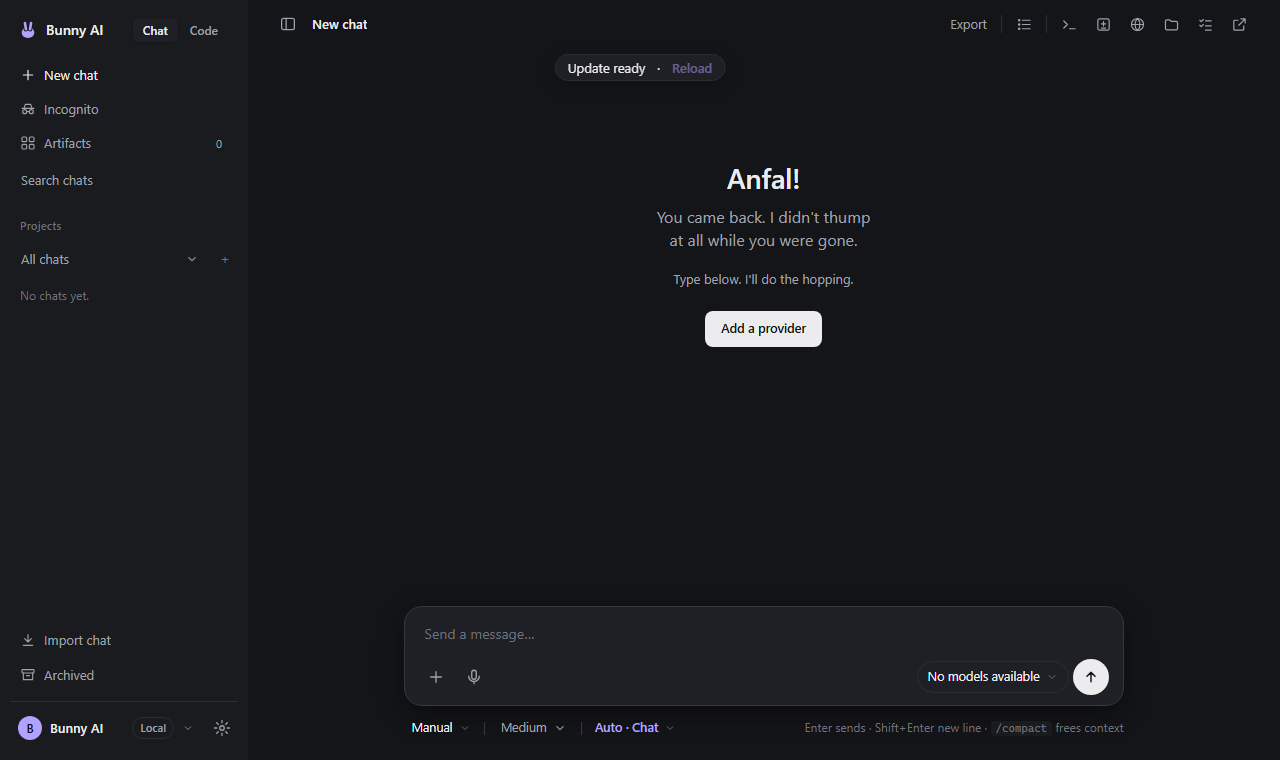 Bunny AI
Chat
Code
New chat
Incognito
Artifacts
0
Search chats
Projects
All chats
+
No chats yet.
Import chat
Archived
B
Bunny AI
Local
New chat
Export
Update ready · Reload
Anfal!
You came back. I didn't thump
at all while you were gone.
Type below. I'll do the hopping.
Add a provider
Send a message...
No models available
Manual
Medium
Auto · Chat
Enter sends · Shift+Enter new line · /compact frees context